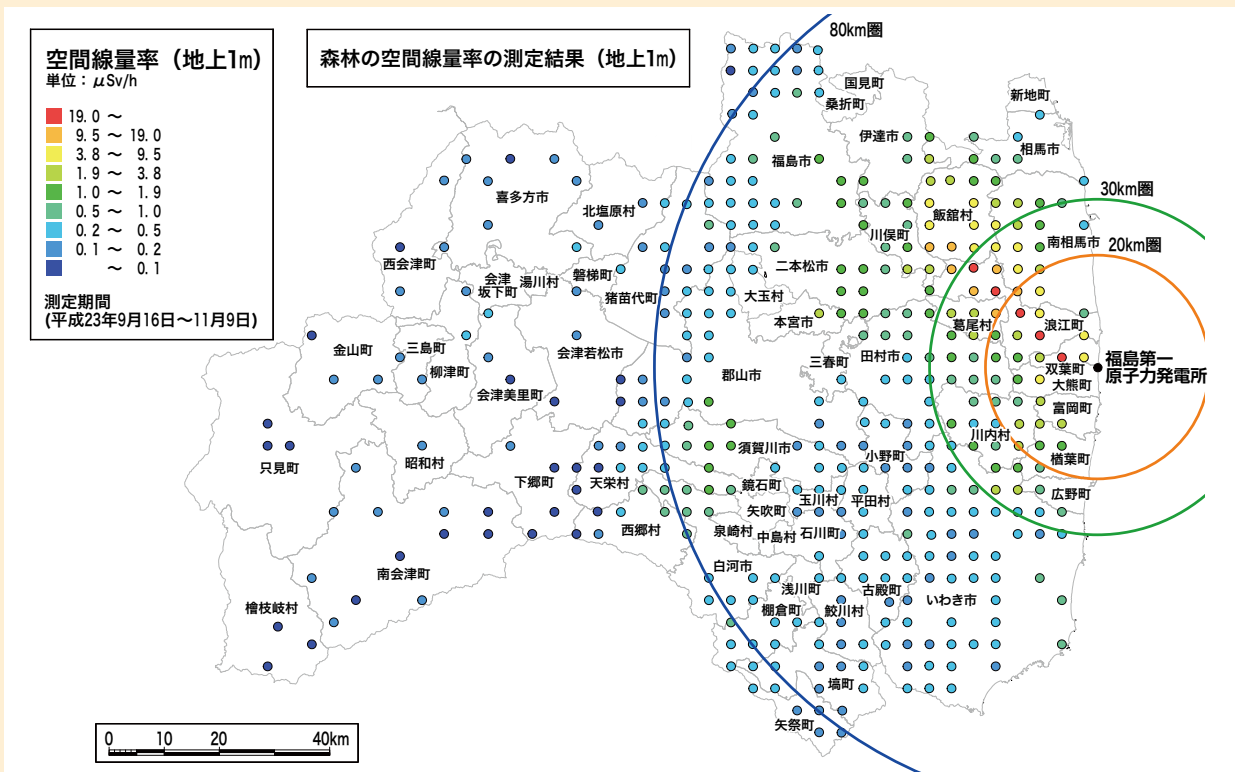 空間線量率（地上1m）
単位：μSv/h
19.0 ～
9.5 ～ 19.0
3.8 ～ 9.5
1.9 ～ 3.8
1.0 ～ 1.9
0.5 ～ 1.0
0.2 ～ 0.5
0.1 ～ 0.2
～ 0.1
測定期間
(平成23年9月16日～11月9日)
森林の空間線量率の測定結果（地上1m）
80km圏
国見町
桑折町
新地町
伊達市
相馬市
福島市
喜多方市
30km圏
北塩原村
飯舘村
川俣町
南相馬市
20km圏
西会津町
磐梯町
二本松市
会津
坂下町
湯川村
猪苗代町
大玉村
本宮市
葛尾村
浪江町
金山町
三島町
会津若松市
三春町
田村市
福島第一
原子力発電所
柳津町
郡山市
双葉町
大熊町
会津美里町
富岡町
川内村
須賀川市
小野町
楢葉町
只見町
昭和村
下郷町
天栄村
鏡石町
玉川村
平田村
広野町
矢吹町
西郷村
泉崎村
中島村
石川町
白河市
南会津町
浅川町
古殿町
いわき市
檜枝岐村
棚倉町
鮫川村
塙町
矢祭町
0 10 20 40km